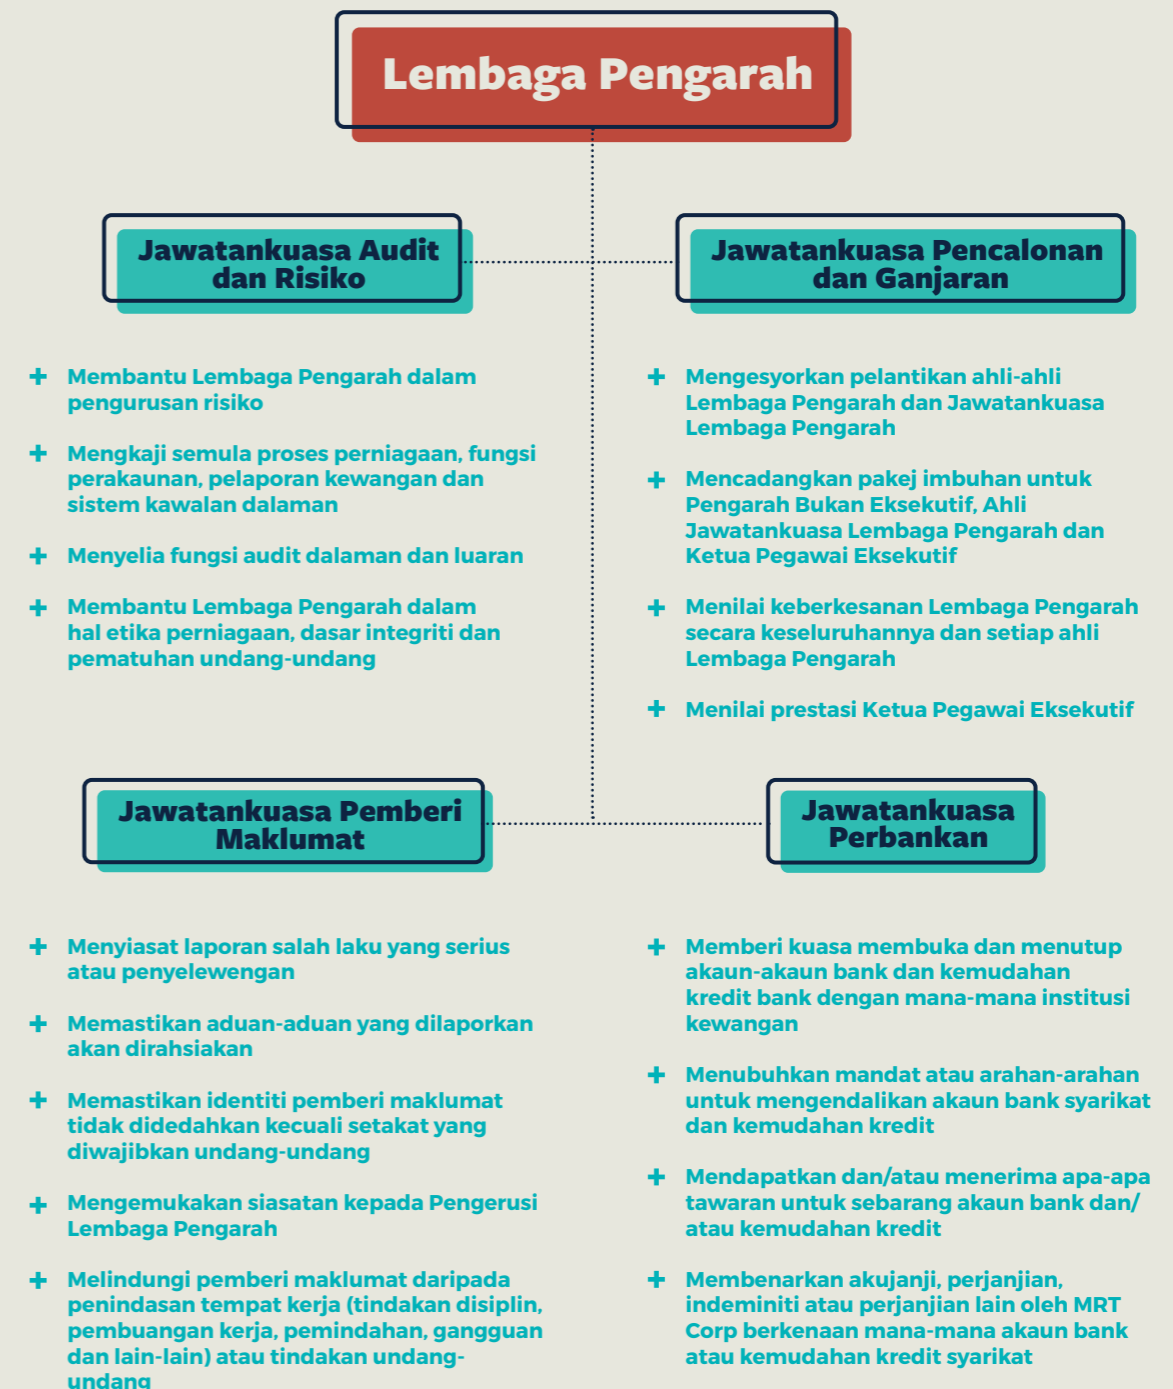 Lembaga Pengarah
Jawatankuasa Audit
dan Risiko
Membantu Lembaga Pengarah dalam
pengurusan risiko
Mengkaji semula proses perniagaan, fungsi
perakaunan, pelaporan kewangan dan
sistem kawalan dalaman
Menyelia fungsi audit dalaman dan luaran
Membantu Lembaga Pengarah dalam
hal etika perniagaan, dasar integriti dan
pematuhan undang-undang
Jawatankuasa Pencalonan
dan Ganjaran
Mengesyorkan pelantikan ahli-ahli
Lembaga Pengarah dan Jawatankuasa
Lembaga Pengarah
Mencadangkan pakej imbuhan untuk
Pengarah Bukan Eksekutif, Ahli
Jawatankuasa Lembaga Pengarah dan
Ketua Pegawai Eksekutif
Menilai keberkesanan Lembaga Pengarah
secara keseluruhannya dan setiap ahli
Lembaga Pengarah
Menilai prestasi Ketua Pegawai Eksekutif
Jawatankuasa Pemberi
Maklumat
Menyiasat laporan salah laku yang serius
atau penyelewengan
Memastikan aduan-aduan yang dilaporkan
akan dirahsiakan
Memastikan identiti pemberi maklumat
tidak didedahkan kecuali setakat yang
diwajibkan undang-undang
Mengemukakan siasatan kepada Pengerusi
Lembaga Pengarah
Melindungi pemberi maklumat daripada
penindasan tempat kerja (tindakan disiplin,
pembuangan kerja, pemindahan, gangguan
dan lain-lain) atau tindakan undang-
undang
Jawatankuasa
Perbankan
Memberi kuasa membuka dan menutup
akaun-akaun bank dan kemudahan
kredit bank dengan mana-mana institusi
kewangan
Menubuhkan mandat atau arahan-arahan
untuk mengendalikan akaun bank syarikat
dan kemudahan kredit
Mendapatkan dan/atau menerima apa-apa
tawaran untuk sebarang akaun bank dan/
atau kemudahan kredit
Membenarkan akujanji, perjanjian,
indeminiti atau perjanjian lain oleh MRT
Corp berkenaan mana-mana akaun bank
atau kemudahan kredit syarikat